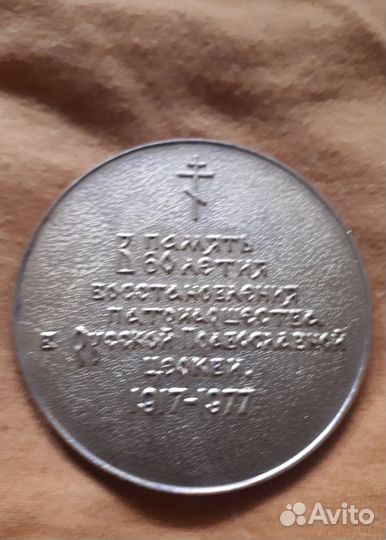 В память
60 летия
восстановления
патриаршества
в Русской Православной
церкви.
1917-1977
Avito